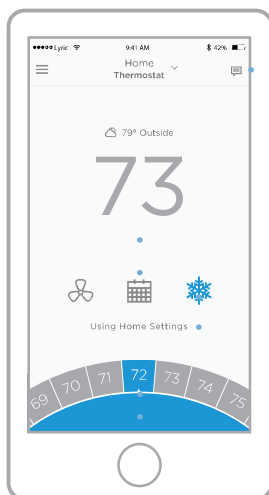 Lyric 9:41 AM 42%
Home
Thermostat
79° Outside
73
Using Home Settings
69 70 71 72 73 74 75